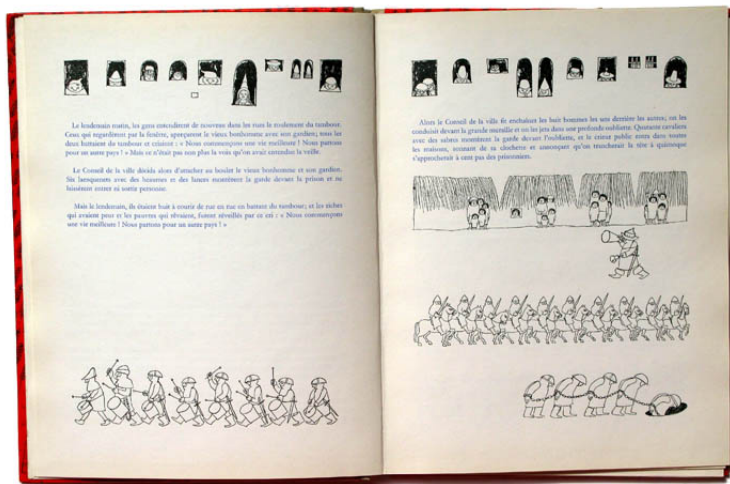 Le lendemain matin, les gens entendirent de nouveau dans les rues le roulement du tambour.
Ceux qui regardèrent par la fenêtre, aperçurent le vieux bonhomme avec son gardien; tous les
deux battaient du tambour et criaient : « Nous commençons une vie meilleure ! Nous partons
pour un autre pays ! » Mais ce n'était pas non plus la voix qu'on avait entendue la veille.
Le Conseil de la ville décida alors d'attacher au boulet le vieux bonhomme et son gardien.
Six lansquenets avec des heaumes et des lances montèrent la garde devant la prison et ne
laissèrent entrer ni sortir personne.
Mais le lendemain, ils étaient huit à courir de rue en rue en battant du tambour; et les riches
qui avaient peur et les pauvres qui rêvaient, furent réveillés par ce cri : « Nous commençons
une vie meilleure ! Nous partons pour un autre pays ! »
Alors le Conseil de la ville fit enchaîner les huit hommes les uns derrière les autres; on les
conduisit devant la grande muraille et on les jeta dans une profonde oubliette. Quarante cavaliers
avec des sabres montèrent la garde devant l'oubliette, et le crieur public entra dans toutes
les maisons, sonnant de sa clochette et annonçant qu'on trancherait la tête à quiconque
s'approcherait à cent pas des prisonniers.